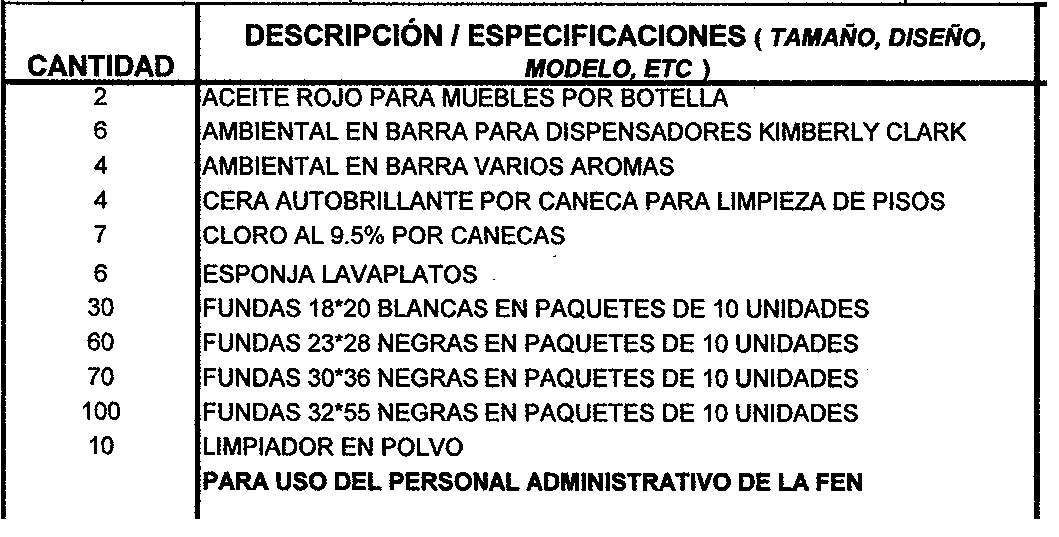 CANTIDAD DESCRIPCIÓN / ESPECIFICACIONES ( TAMAÑO, DISEÑO,
MODELO, ETC )
2 ACEITE ROJO PARA MUEBLES POR BOTELLA
6 AMBIENTAL EN BARRA PARA DISPENSADORES KIMBERLY CLARK
4 AMBIENTAL EN BARRA VARIOS AROMAS
4 CERA AUTOBRILLANTE POR CANECA PARA LIMPIEZA DE PISOS
7 CLORO AL 9.5% POR CANECAS
6 ESPONJA LAVAPLATOS
30 FUNDAS 18*20 BLANCAS EN PAQUETES DE 10 UNIDADES
60 FUNDAS 23*28 NEGRAS EN PAQUETES DE 10 UNIDADES
70 FUNDAS 30*36 NEGRAS EN PAQUETES DE 10 UNIDADES
100 FUNDAS 32*55 NEGRAS EN PAQUETES DE 10 UNIDADES
10 LIMPIADOR EN POLVO
PARA USO DEL PERSONAL ADMINISTRATIVO DE LA FEN